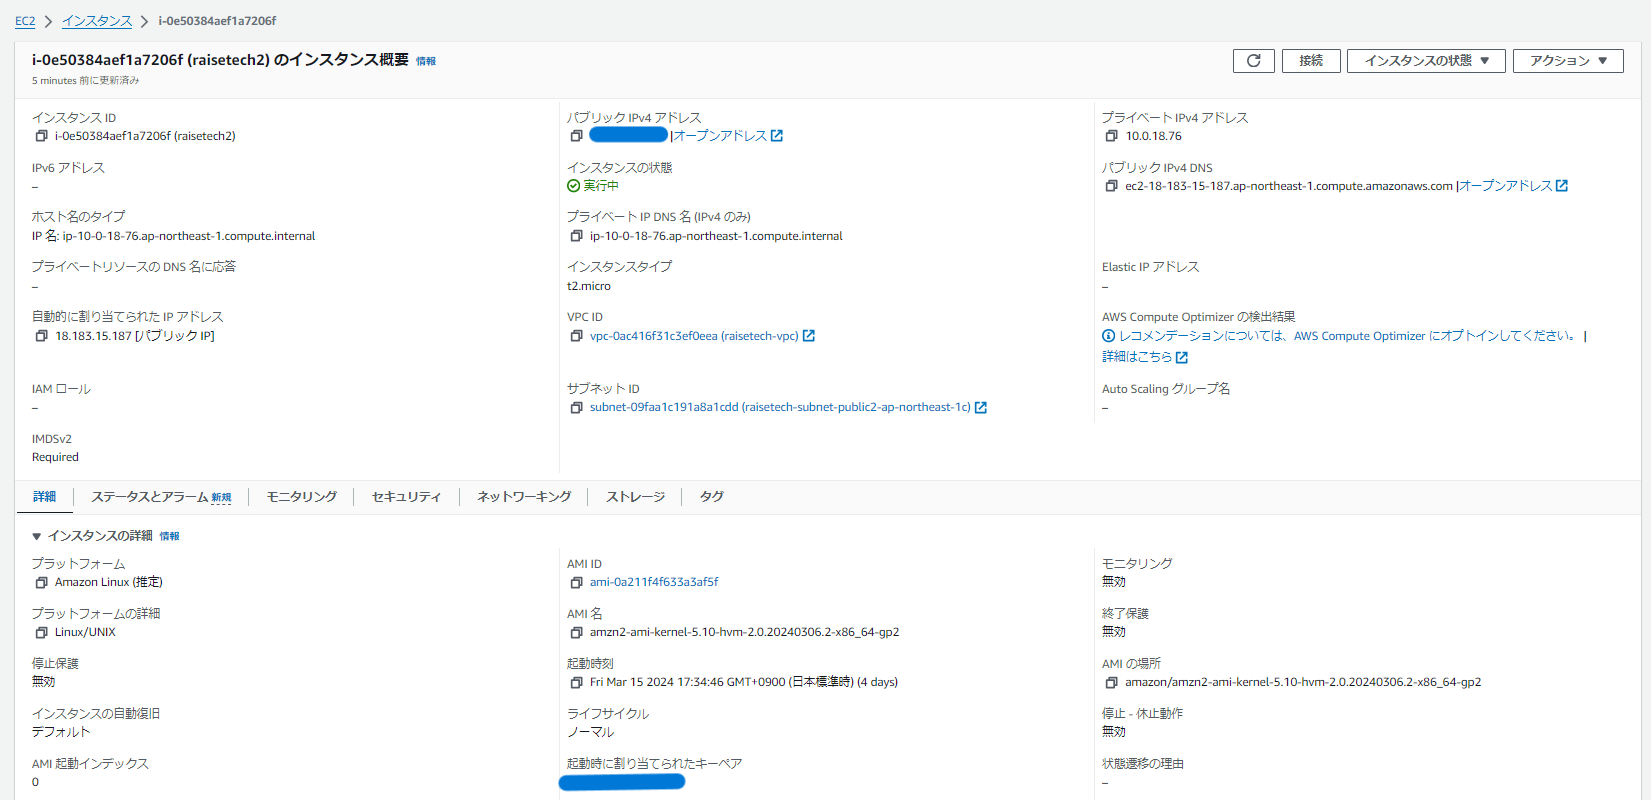 EC2 > インスタンス > i-0e50384aef1a7206f
i-0e50384aef1a7206f (raisetech2) のインスタンス概要 情報
5 minutes 前に更新済み
接続
インスタンスの状態 ▼
アクション ▼
インスタンス ID
i-0e50384aef1a7206f (raisetech2)
パブリック IPv4 アドレス
|オープンアドレス
プライベート IPv4 アドレス
10.0.18.76
IPv6 アドレス
–
インスタンスの状態
実行中
パブリック IPv4 DNS
ec2-18-183-15-187.ap-northeast-1.compute.amazonaws.com |オープンアドレス
ホスト名のタイプ
IP 名: ip-10-0-18-76.ap-northeast-1.compute.internal
プライベート IP DNS 名 (IPv4 のみ)
ip-10-0-18-76.ap-northeast-1.compute.internal
プライベートリソースの DNS 名に応答
–
インスタンスタイプ
t2.micro
Elastic IP アドレス
–
自動的に割り当てられた IP アドレス
18.183.15.187 [パブリック IP]
VPC ID
vpc-0ac416f31c3ef0eea (raisetech-vpc)
AWS Compute Optimizer の検出結果
レコメンデーションについては、AWS Compute Optimizer にオプトインしてください。 |
詳細はこちら
IAM ロール
–
サブネット ID
subnet-09faa1c191a8a1cdd (raisetech-subnet-public2-ap-northeast-1c)
Auto Scaling グループ名
–
IMDSv2
Required
詳細
ステータスとアラーム 新規
モニタリング
セキュリティ
ネットワーキング
ストレージ
タグ
▼ インスタンスの詳細 情報
プラットフォーム
Amazon Linux (推定)
AMI ID
ami-0a211f4f633a3af5f
モニタリング
無効
プラットフォームの詳細
Linux/UNIX
AMI 名
amzn2-ami-kernel-5.10-hvm-2.0.20240306.2-x86_64-gp2
終了保護
無効
停止保護
無効
起動時刻
Fri Mar 15 2024 17:34:46 GMT+0900 (日本標準時) (4 days)
AMI の場所
amazon/amzn2-ami-kernel-5.10-hvm-2.0.20240306.2-x86_64-gp2
インスタンスの自動復旧
デフォルト
ライフサイクル
ノーマル
停止 - 休止動作
無効
AMI 起動インデックス
0
起動時に割り当てられたキーペア
状態遷移の理由
–